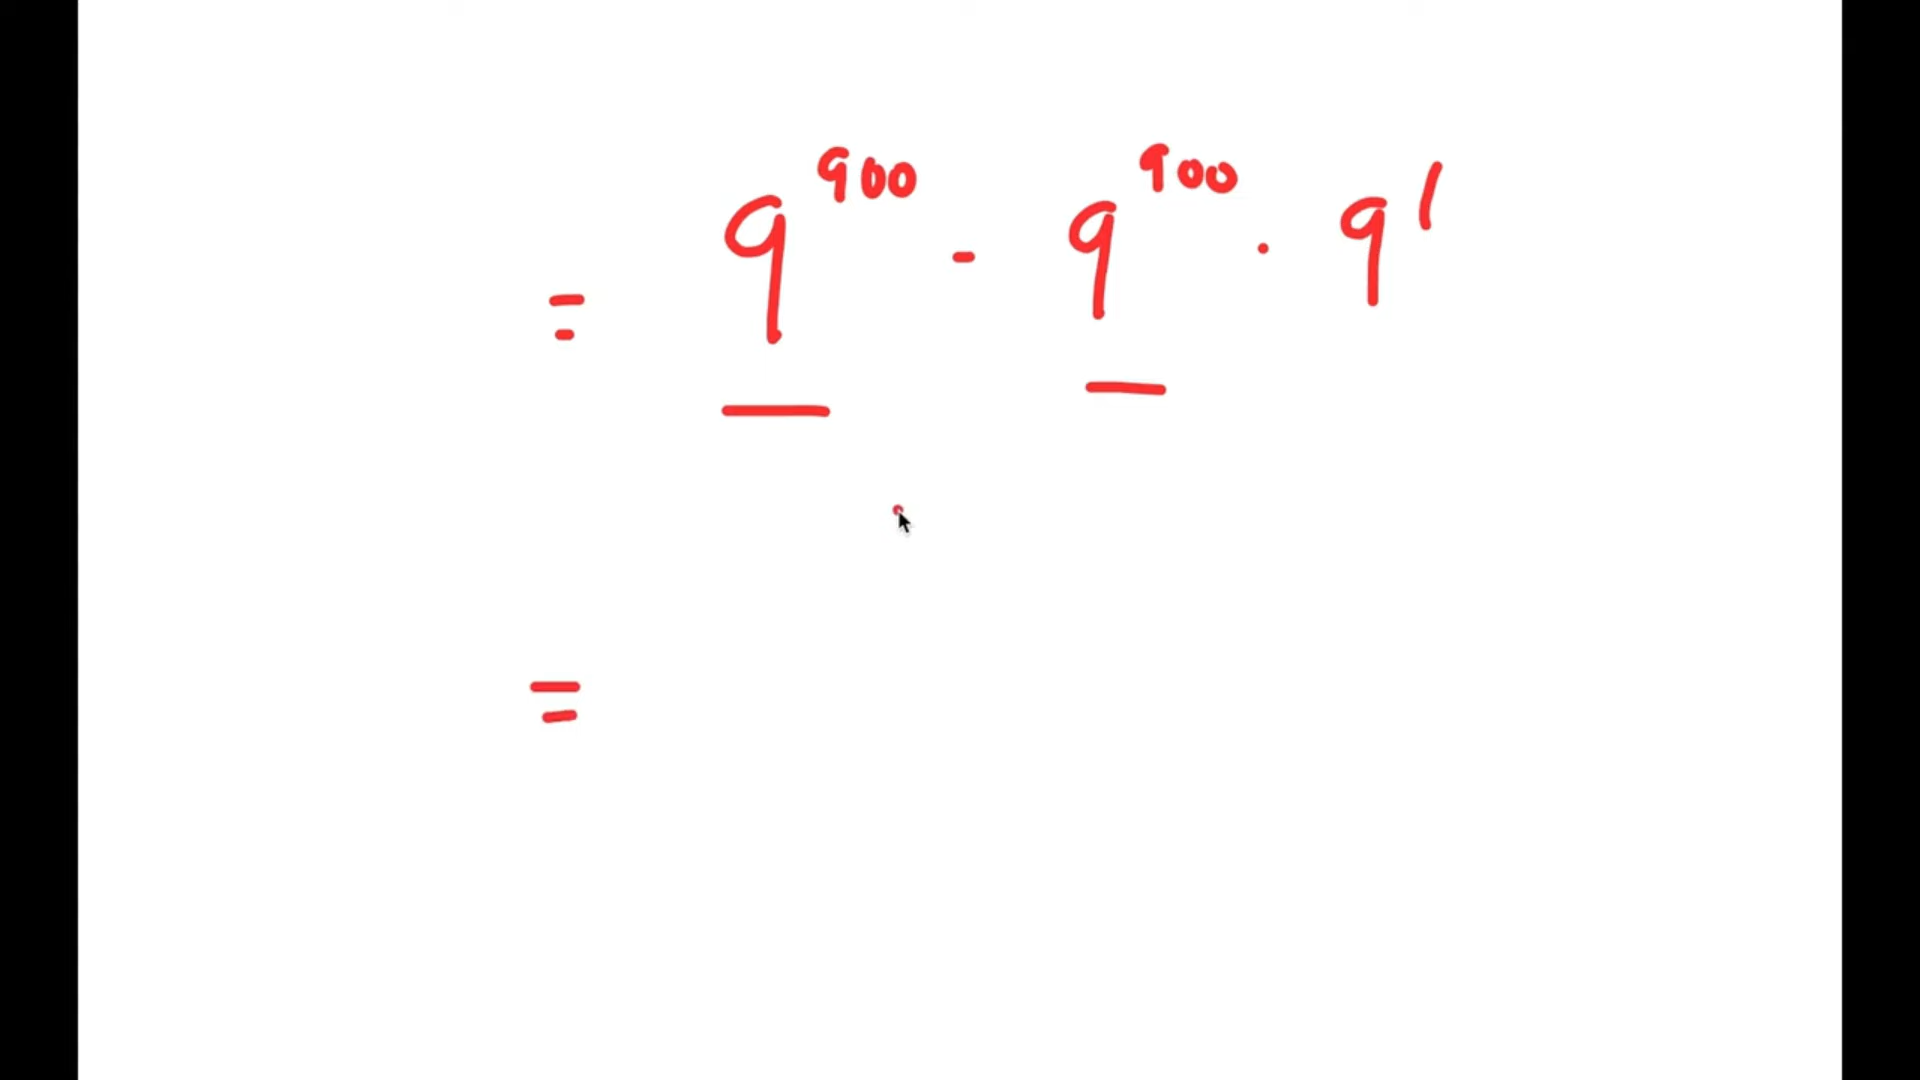 = 9^900 - 9^900 · 9^1
=